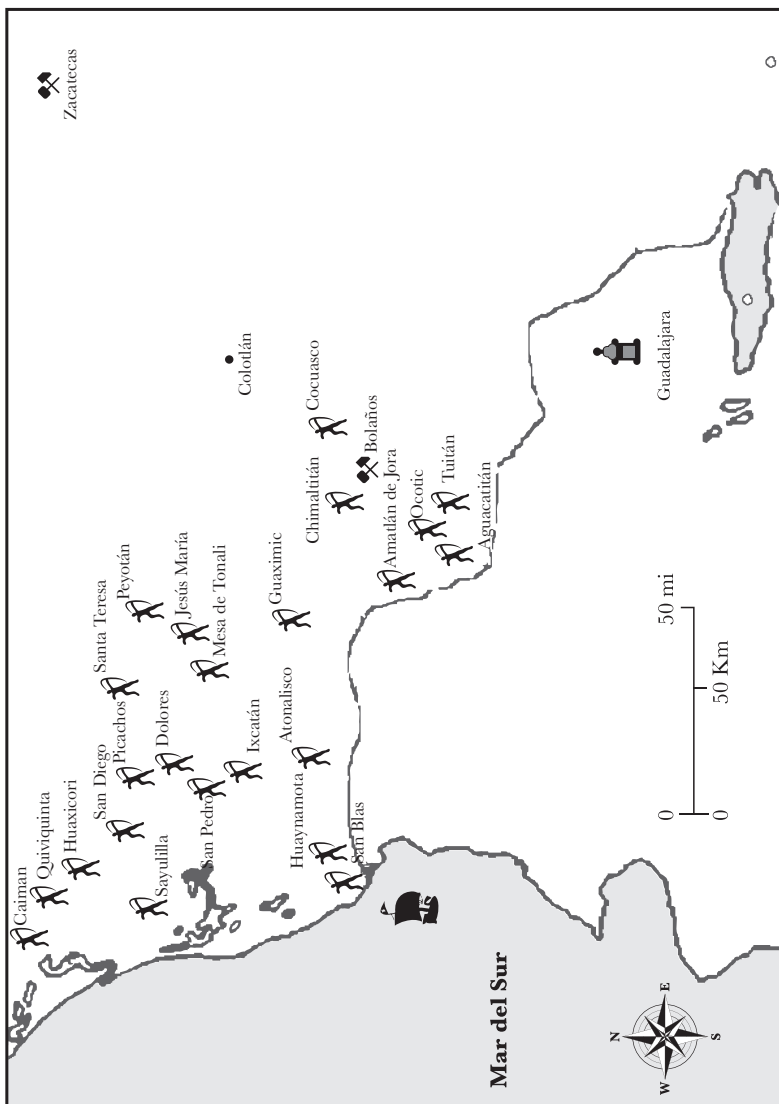 Zacatecas
Colotlán
Cocuasco
Bolaños
Chimaltitán
Amatlán de Jora
Ocotic
Tuitán
Aguacatitán
Guadalajara
Santa Teresa
Peyotán
Jesús María
Mesa de Tonali
Guaximic
Picachos
Dolores
San Diego
San Pedro
Ixcatán
Atonalisco
Caiman
Quiviquinta
Huaxicori
Sayulilla
Huaynamota
San Blas
0
50 mi
0
50 Km
Mar del Sur
N
W
E
S